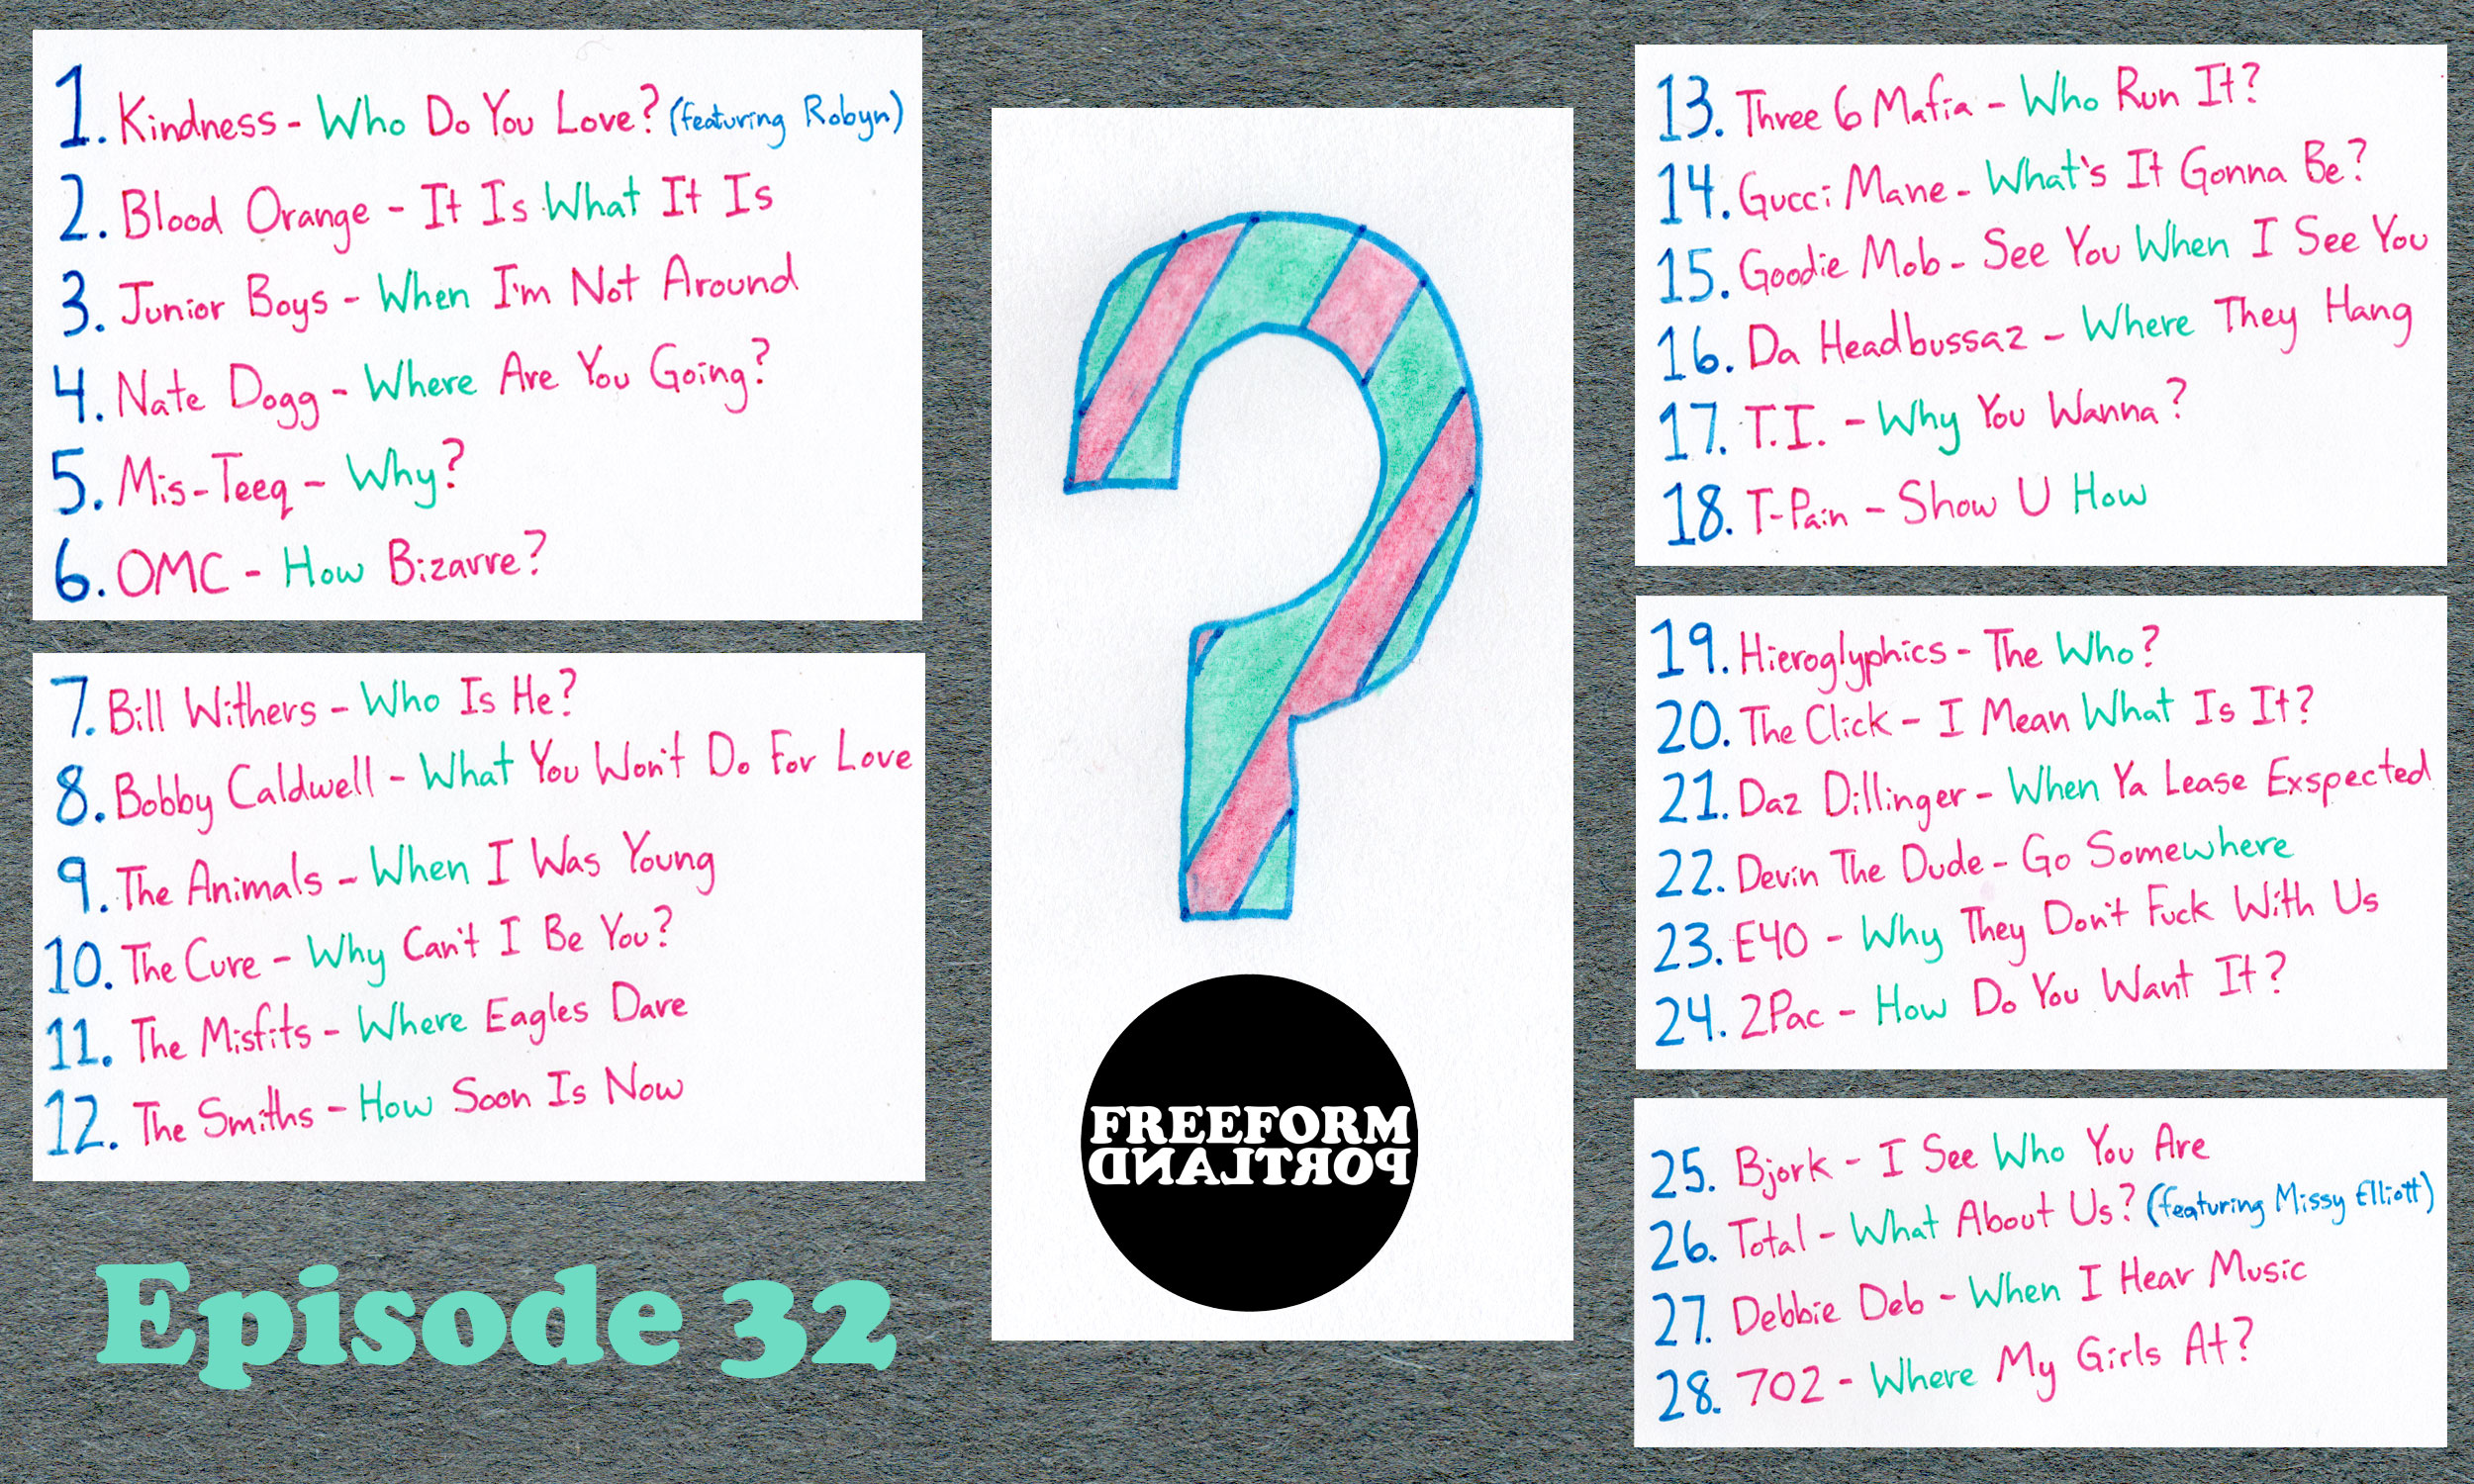 1. Kindness - Who Do You Love? (featuring Robyn)
2. Blood Orange - It Is What It Is
3. Junior Boys - When I'm Not Around
4. Nate Dogg - Where Are You Going?
5. Mis-Teeq - Why?
6. OMC - How Bizarre?
7. Bill Withers - Who Is He?
8. Bobby Caldwell - What You Won't Do For Love
9. The Animals - When I Was Young
10. The Cure - Why Can't I Be You?
11. The Misfits - Where Eagles Dare
12. The Smiths - How Soon Is Now
Episode 32
?
FREEFORM
PORTLAND
13. Three 6 Mafia - Who Run It?
14. Gucci Mane - What's It Gonna Be?
15. Goodie Mob - See You When I See You
16. Da Headbussaz - Where They Hang
17. T.I. - Why You Wanna?
18. T-Pain - Show U How
19. Hieroglyphics - The Who?
20. The Click - I Mean What Is It?
21. Daz Dillinger - When Ya Lease Exspected
22. Devin The Dude - Go Somewhere
23. E40 - Why They Don't Fuck With Us
24. 2Pac - How Do You Want It?
25. Bjork - I See Who You Are
26. Total - What About Us? (featuring Missy Elliott)
27. Debbie Deb - When I Hear Music
28. 702 - Where My Girls At?